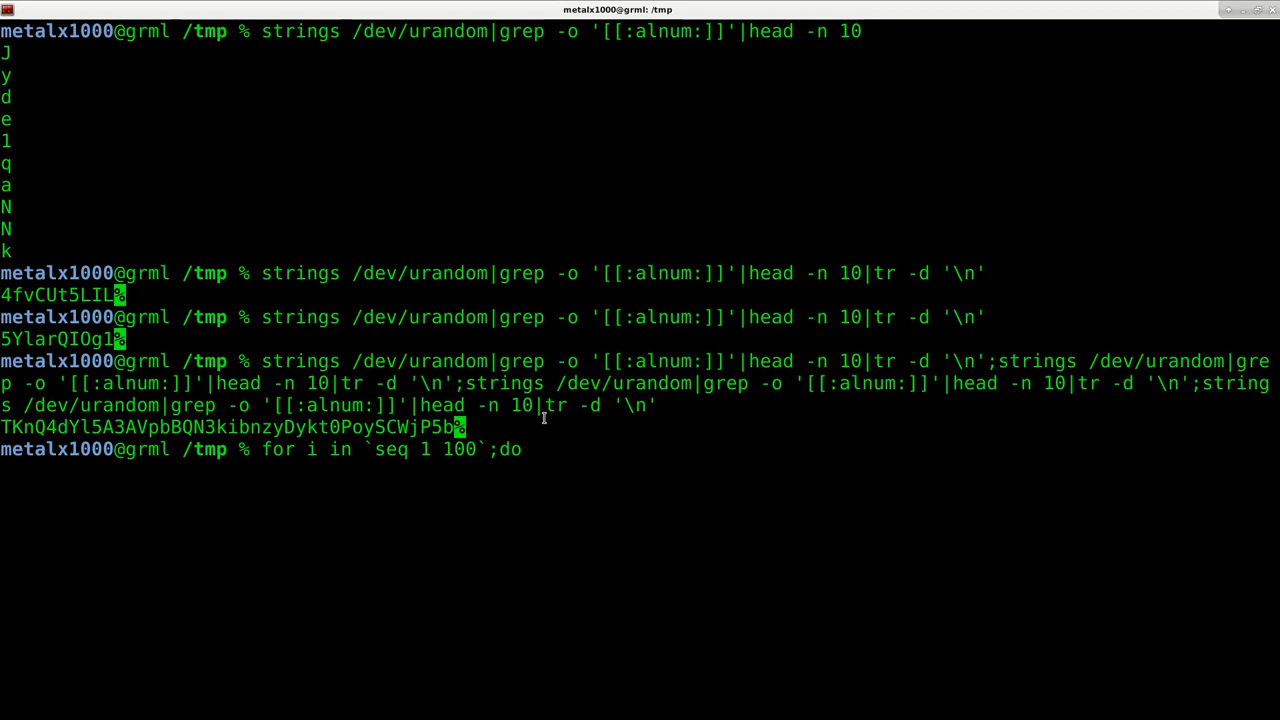 metalx1000@grml: /tmp
metalx1000@grml /tmp % strings /dev/urandom|grep -o '[[:alnum:]]'|head -n 10
J
y
d
e
1
q
a
N
N
k
metalx1000@grml /tmp % strings /dev/urandom|grep -o '[[:alnum:]]'|head -n 10|tr -d '\n'
4fvCUt5LIL%
metalx1000@grml /tmp % strings /dev/urandom|grep -o '[[:alnum:]]'|head -n 10|tr -d '\n'
5YlarQIOg1%
metalx1000@grml /tmp % strings /dev/urandom|grep -o '[[:alnum:]]'|head -n 10|tr -d '\n';strings /dev/urandom|gre
p -o '[[:alnum:]]'|head -n 10|tr -d '\n';strings /dev/urandom|grep -o '[[:alnum:]]'|head -n 10|tr -d '\n';string
s /dev/urandom|grep -o '[[:alnum:]]'|head -n 10|tr -d '\n'
TKnQ4dYl5A3AVpbBQN3kibnzyDykt0PoySCWjP5b%
metalx1000@grml /tmp % for i in `seq 1 100`;do